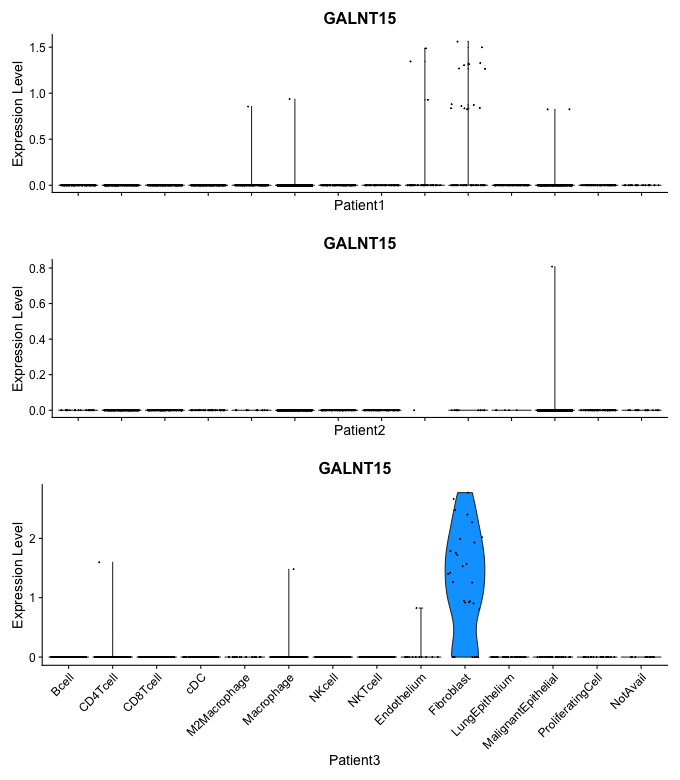 GALNT15
Expression Level
1.5
1.0
0.5
0.0
Patient1
GALNT15
Expression Level
0.8
0.6
0.4
0.2
0.0
Patient2
GALNT15
Expression Level
2
1
0
Bcell
CD4Tcell
CD8Tcell
cDC
M2Macrophage
Macrophage
NKcell
NKTcell
Endothelium
Fibroblast
LungEpithelium
MalignantEpithelial
ProliferatingCell
NotAvail
Patient3